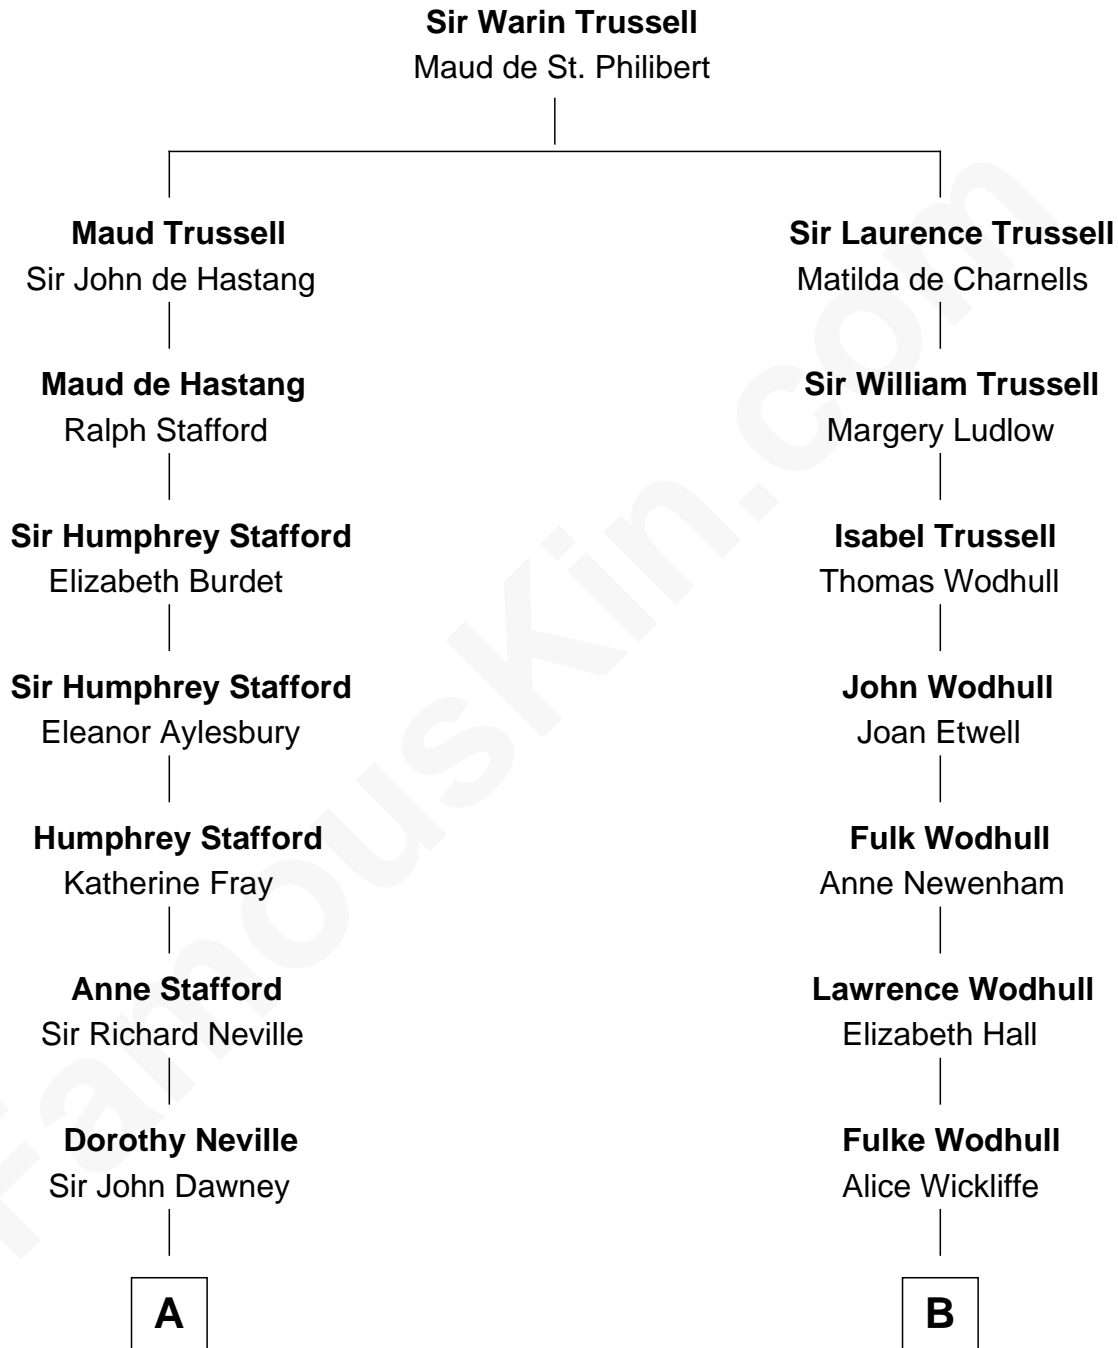 Sir Warin Trussell
Maud de St. Philibert
Maud Trussell
Sir John de Hastang
Sir Laurence Trussell
Matilda de Charnells
Maud de Hastang
Ralph Stafford
Sir William Trussell
Margery Ludlow
Sir Humphrey Stafford
Elizabeth Burdet
Isabel Trussell
Thomas Wodhull
Sir Humphrey Stafford
Eleanor Aylesbury
John Wodhull
Joan Etwell
Humphrey Stafford
Katherine Fray
Fulk Wodhull
Anne Newenham
Anne Stafford
Sir Richard Neville
Lawrence Wodhull
Elizabeth Hall
Dorothy Neville
Sir John Dawney
Fulke Wodhull
Alice Wickliffe
A
B
FamousKin.com